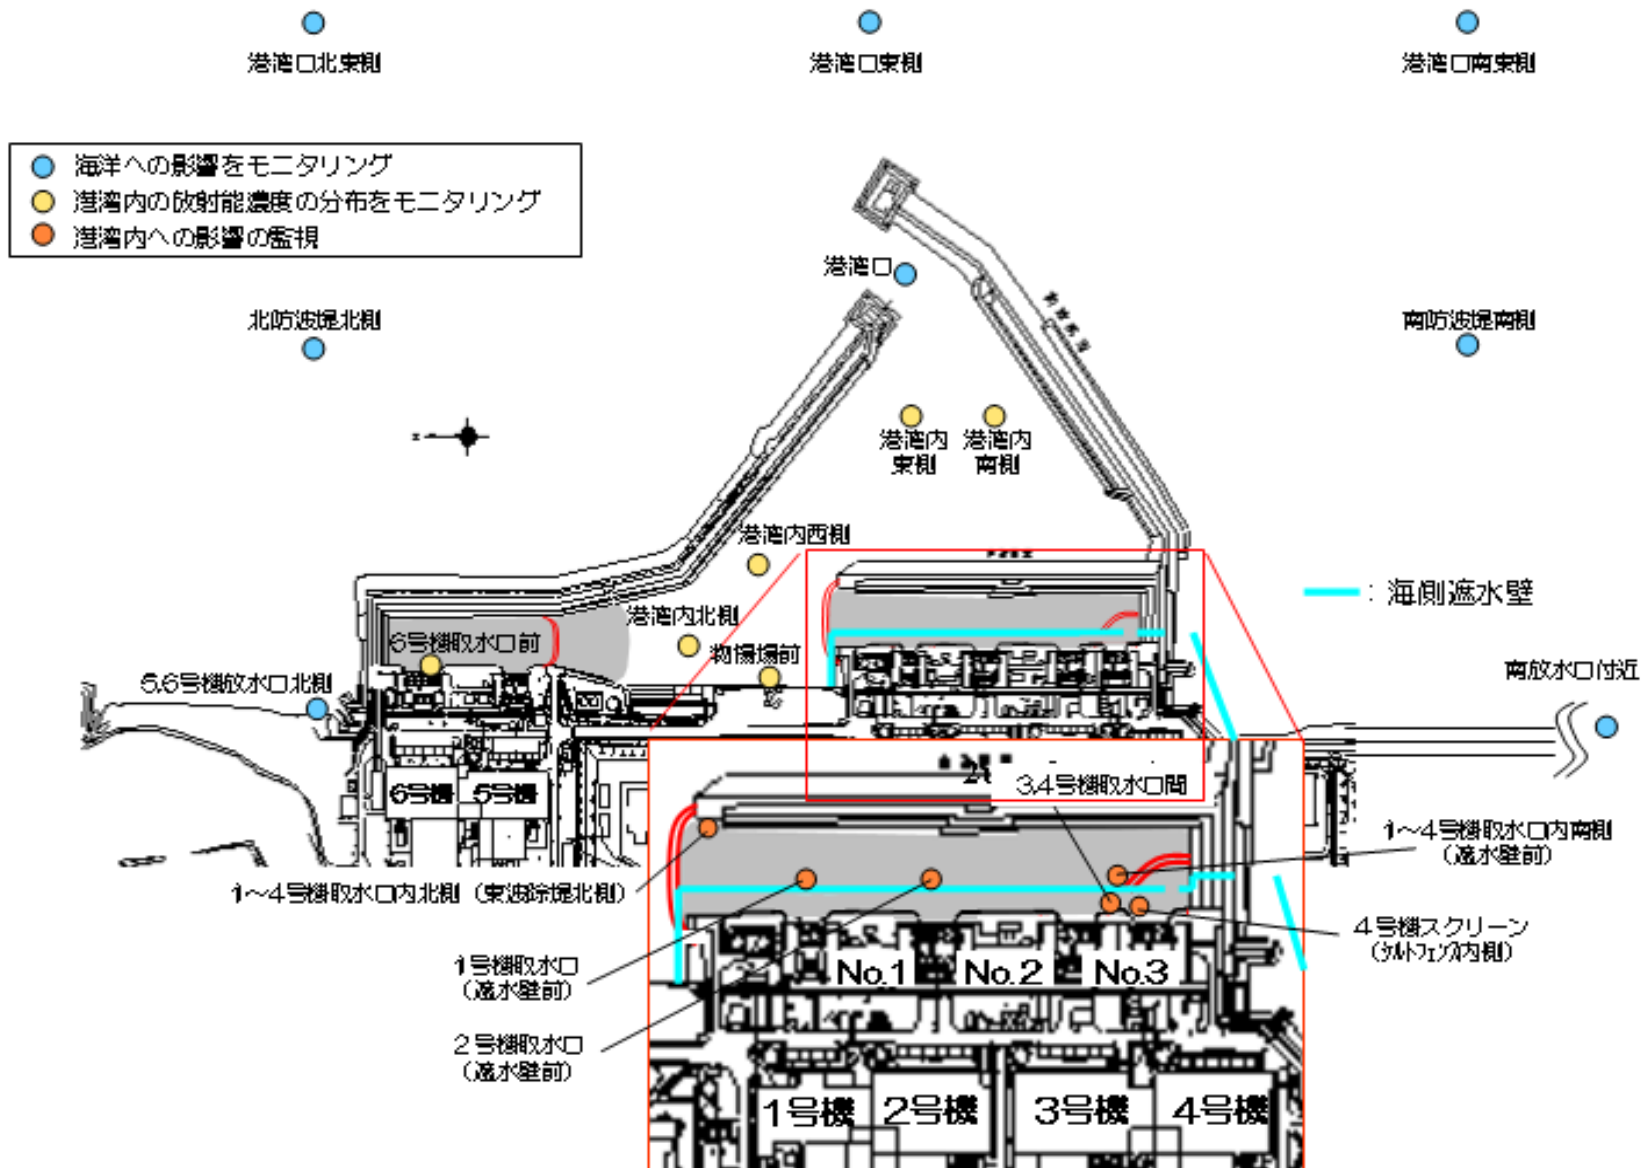 港湾口北東側
港湾口東側
港湾口南東側
海洋への影響をモニタリング
港湾内の放射能濃度の分布をモニタリング
港湾内への影響の監視
港湾口
北防波堤北側
南防波堤南側
港湾内
東側
港湾内
南側
港湾内西側
：海側遮水壁
港湾内北側
6号機取水口前
物揚場前
南放水口付近
5,6号機放水口北側
6号機
5号機
3,4号機取水口間
1～4号機取水口内南側
（遮水壁前）
1～4号機取水口内北側（東波除堤北側）
4号機スクリーン
（シルトフェンス内側）
1号機取水口
（遮水壁前）
No.1
No.2
No.3
2号機取水口
（遮水壁前）
1号機
2号機
3号機
4号機